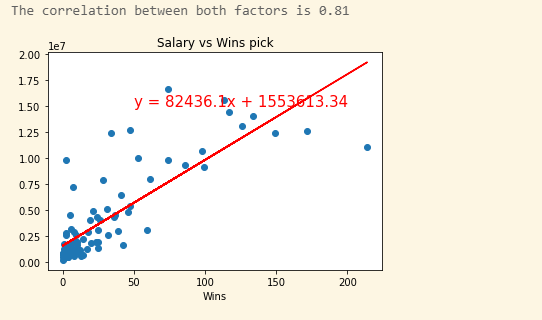 The correlation between both factors is 0.81
Salary vs Wins pick
1e7
2.00
1.75
1.50
1.25
1.00
0.75
0.50
0.25
0.00
y = 82436.1x + 1553613.34
0 50 100 150 200
Wins